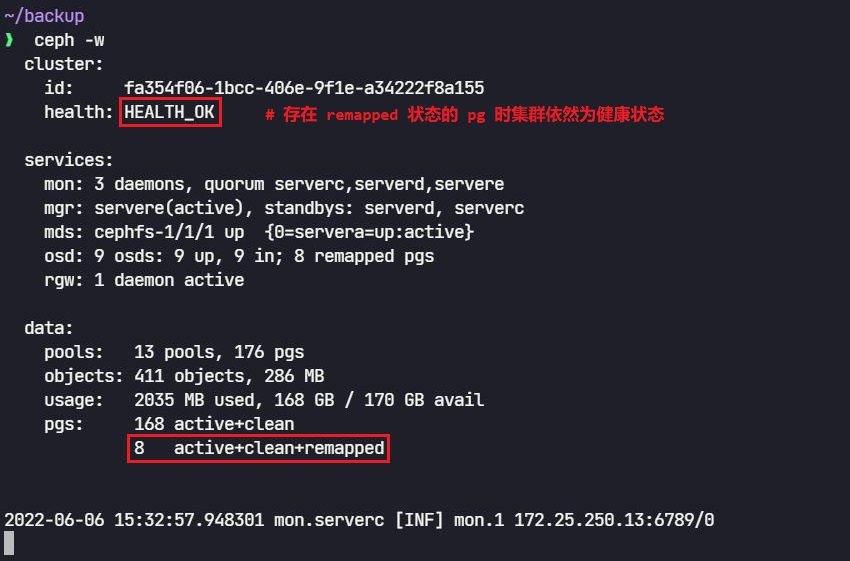 ~/backup
❯ ceph -w
cluster:
id: fa354f06-1bcc-406e-9f1e-a34222f8a155
health: HEALTH_OK # 存在 remapped 状态的 pg 时集群依然为健康状态
services:
mon: 3 daemons, quorum serverc,serverd,servere
mgr: servere(active), standbys: serverd, serverc
mds: cephfs-1/1/1 up {0=servera=up:active}
osd: 9 osds: 9 up, 9 in; 8 remapped pgs
rgw: 1 daemon active
data:
pools: 13 pools, 176 pgs
objects: 411 objects, 286 MB
usage: 2035 MB used, 168 GB / 170 GB avail
pgs: 168 active+clean
8 active+clean+remapped
2022-06-06 15:32:57.948301 mon.serverc [INF] mon.1 172.25.250.13:6789/0